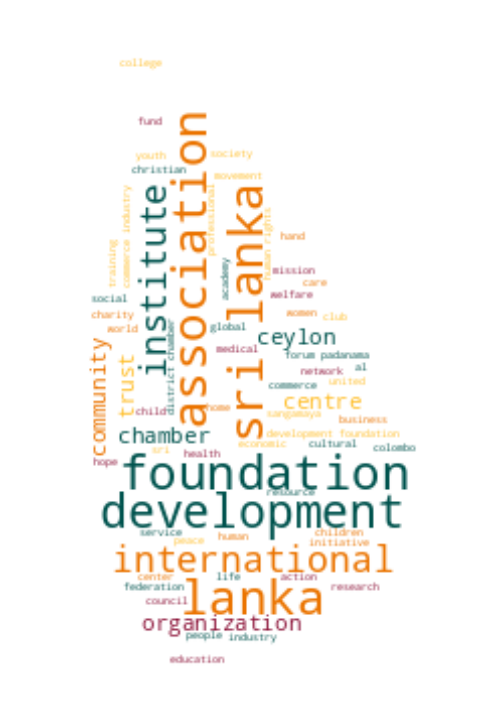 college
fund
association
youth
society
christian
movement
institute
sri lanka
commerce industry
professional
human rights
hand
training
academy
mission
care
social
welfare
charity
women
club
world
district chamber
global
ceylon
community
trust
medical
forum padanama
network
al
commerce
united
centre
child
home
sangamaya
business
chamber
development foundation
sri
economic
cultural
colombo
hope
health
foundation
resource
development
service
human
children
peace
initiative
international
center
life
action
federation
research
lanka
council
organization
people
industry
education